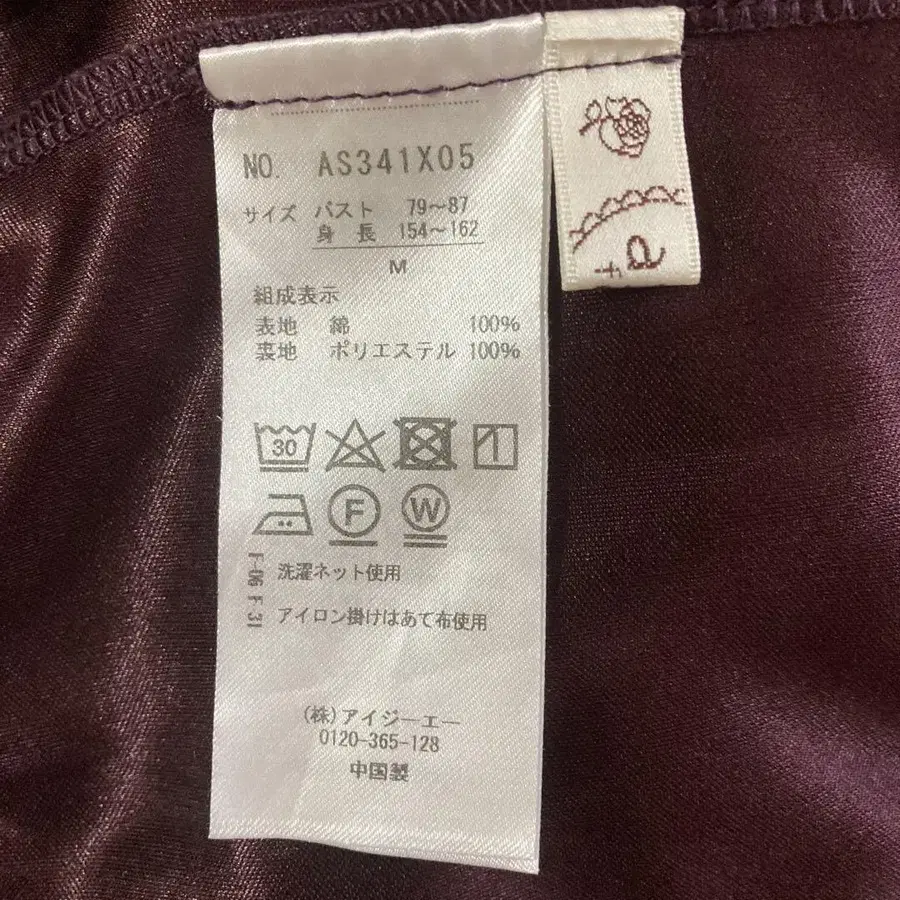 NO. AS341X05
サイズ バスト 79〜87
身長 154〜162
M
組成表示
表地 綿 100%
裏地 ポリエステル 100%
30
F W
F-06 F-31
洗濯ネット使用
アイロン掛けはあて布使用
(株)アイジーエー
0120-365-128
中国製